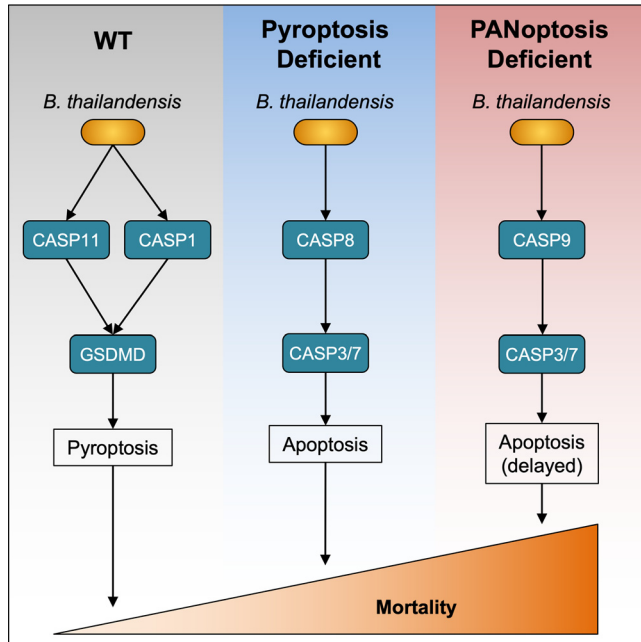 WT
B. thailandensis
CASP11
CASP1
GSDMD
Pyroptosis
Pyroptosis
Deficient
B. thailandensis
CASP8
CASP3/7
Apoptosis
PANoptosis
Deficient
B. thailandensis
CASP9
CASP3/7
Apoptosis
(delayed)
Mortality